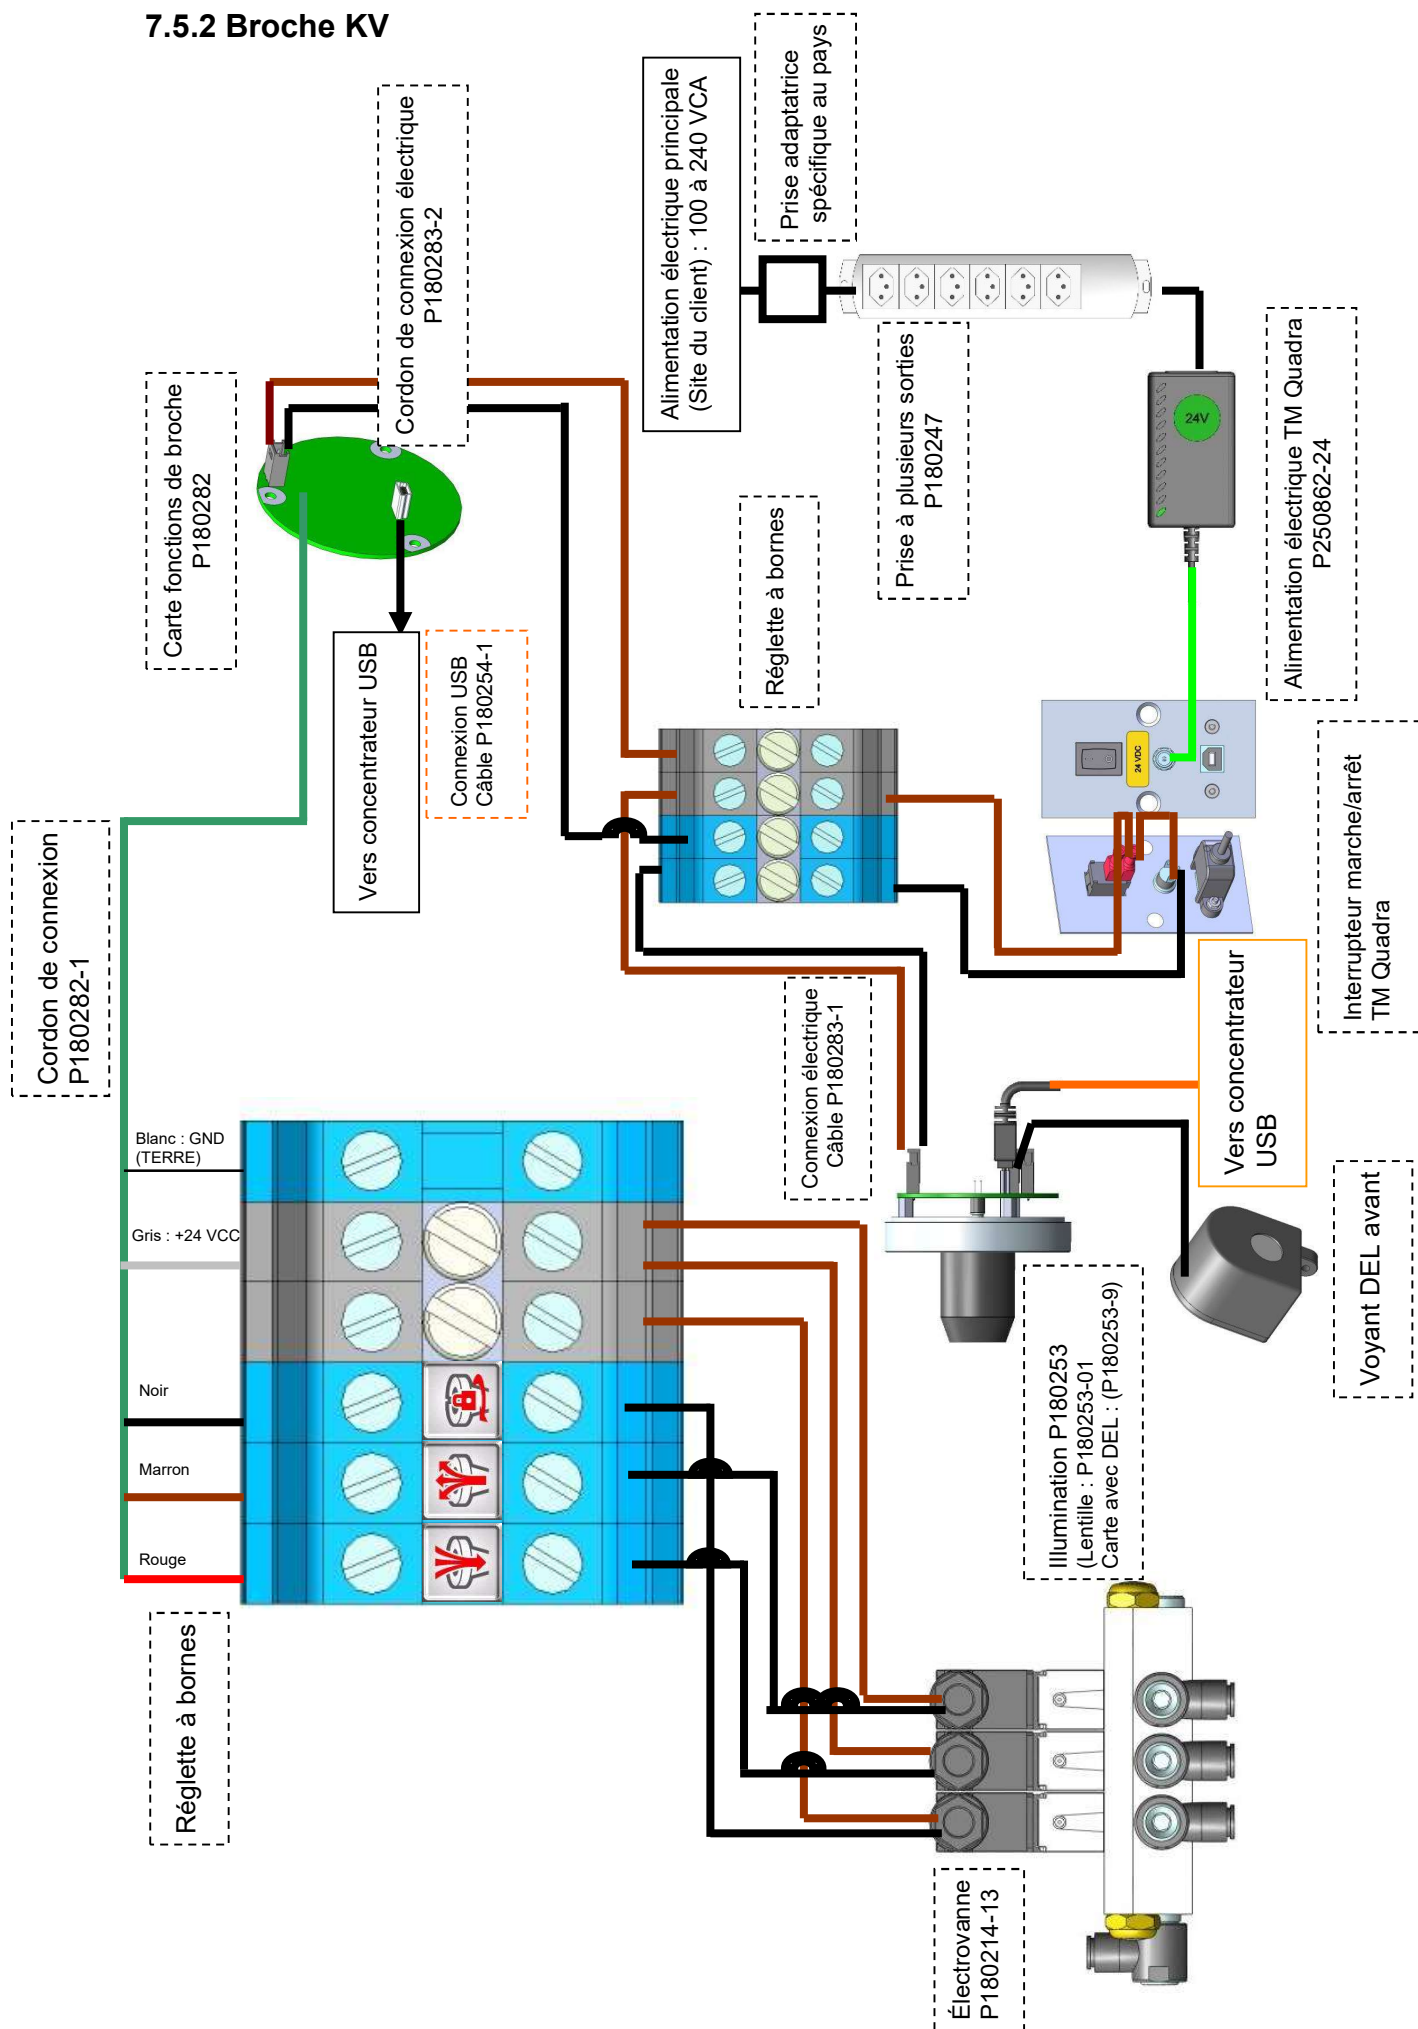 7.5.2 Broche KV
Alimentation électrique principale
(Site du client) : 100 à 240 VCA
Prise adaptatrice
spécifique au pays
Cordon de connexion électrique
P180283-2
Carte fonctions de broche
P180282
Prise à plusieurs sorties
P180247
Alimentation électrique TM Quadra
P250862-24
24V
Réglette à bornes
Vers concentrateur USB
Connexion USB
Câble P180254-1
24 VDC
Interrupteur marche/arrêt
TM Quadra
Cordon de connexion
P180282-1
Connexion électrique
Câble P180283-1
Vers concentrateur
USB
Voyant DEL avant
Illumination P180253
(Lentille : P180253-01
Carte avec DEL : (P180253-9)
Blanc : GND
(TERRE)
Gris : +24 VCC
Noir
Marron
Rouge
Réglette à bornes
Électrovanne
P180214-13